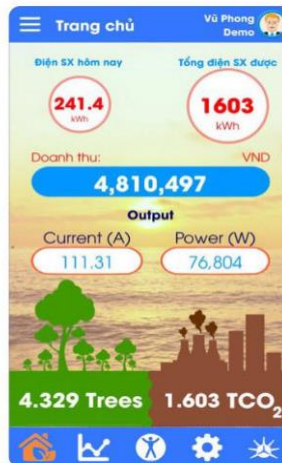 Trang chủ
Vũ Phong
Demo
Điện SX hôm nay
Tổng điện SX được
241.4
kWh
1603
kWh
Doanh thu:
VND
4,810,497
Output
Current (A)
Power (W)
111.31
76,804
4.329 Trees
1.603 TCO₂